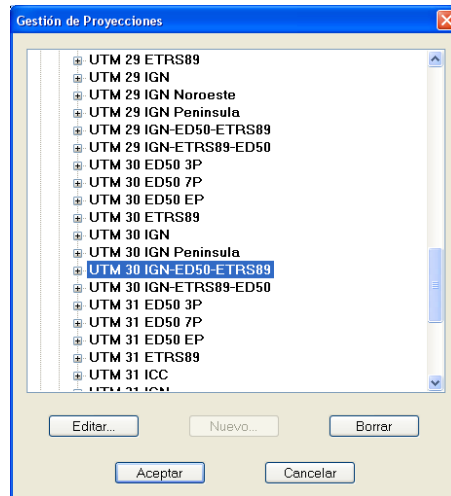 Gestión de Proyecciones
UTM 29 ETRS89
UTM 29 IGN
UTM 29 IGN Noroeste
UTM 29 IGN Peninsula
UTM 29 IGN-ED50-ETRS89
UTM 29 IGN-ETRS89-ED50
UTM 30 ED50 3P
UTM 30 ED50 7P
UTM 30 ED50 EP
UTM 30 ETRS89
UTM 30 IGN
UTM 30 IGN Peninsula
UTM 30 IGN-ED50-ETRS89
UTM 30 IGN-ETRS89-ED50
UTM 31 ED50 3P
UTM 31 ED50 7P
UTM 31 ED50 EP
UTM 31 ETRS89
UTM 31 ICC
UTM 31 IGN
Editar... Nuevo... Borrar
Aceptar Cancelar